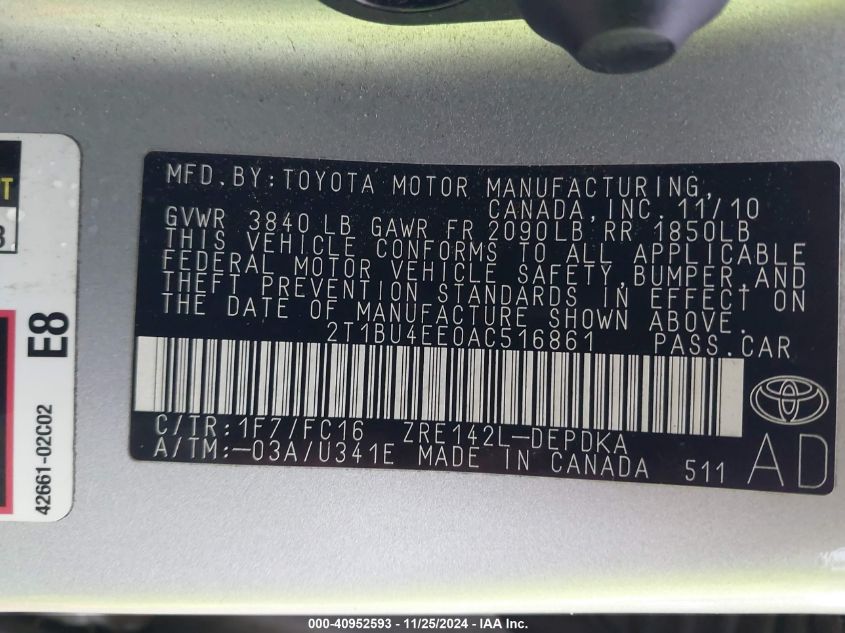 MFD.BY:TOYOTA MOTOR MANUFACTURING,
CANADA,INC.11/10
GVWR 3840 LB GAWR FR 2090LB RR 1850LB
THIS VEHICLE CONFORMS TO ALL APPLICABLE
FEDERAL MOTOR VEHICLE SAFETY,BUMPER,AND
THEFT PREVENTION STANDARDS IN EFFECT ON
THE DATE OF MANUFACTURE SHOWN ABOVE.
2T1BU4EE0AC516861 PASS.CAR
C/TR:1F7/FC16 ZRE142L-DEPDKA
A/TM:-03A/U341E MADE IN CANADA 511
AD
E8
42661-02C02
000-40952593 - 11/25/2024 - © IAA, Inc.